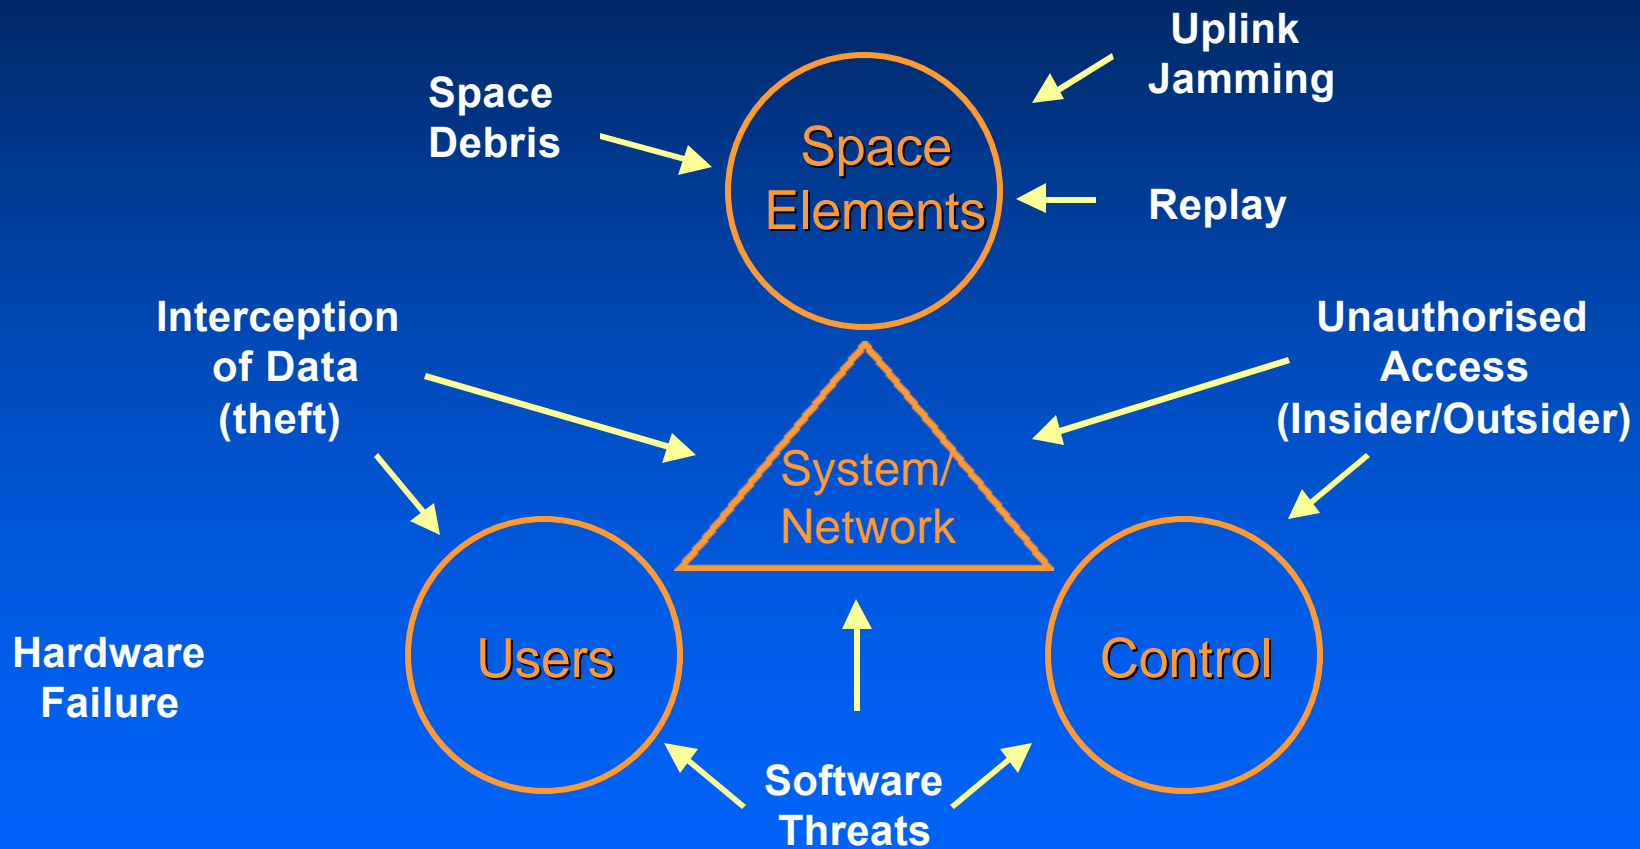 Uplink
Jamming
Space
Debris
Space
Elements
Replay
Interception
of Data
(theft)
Unauthorised
Access
(Insider/Outsider)
System/
Network
Hardware
Failure
Users
Control
Software
Threats